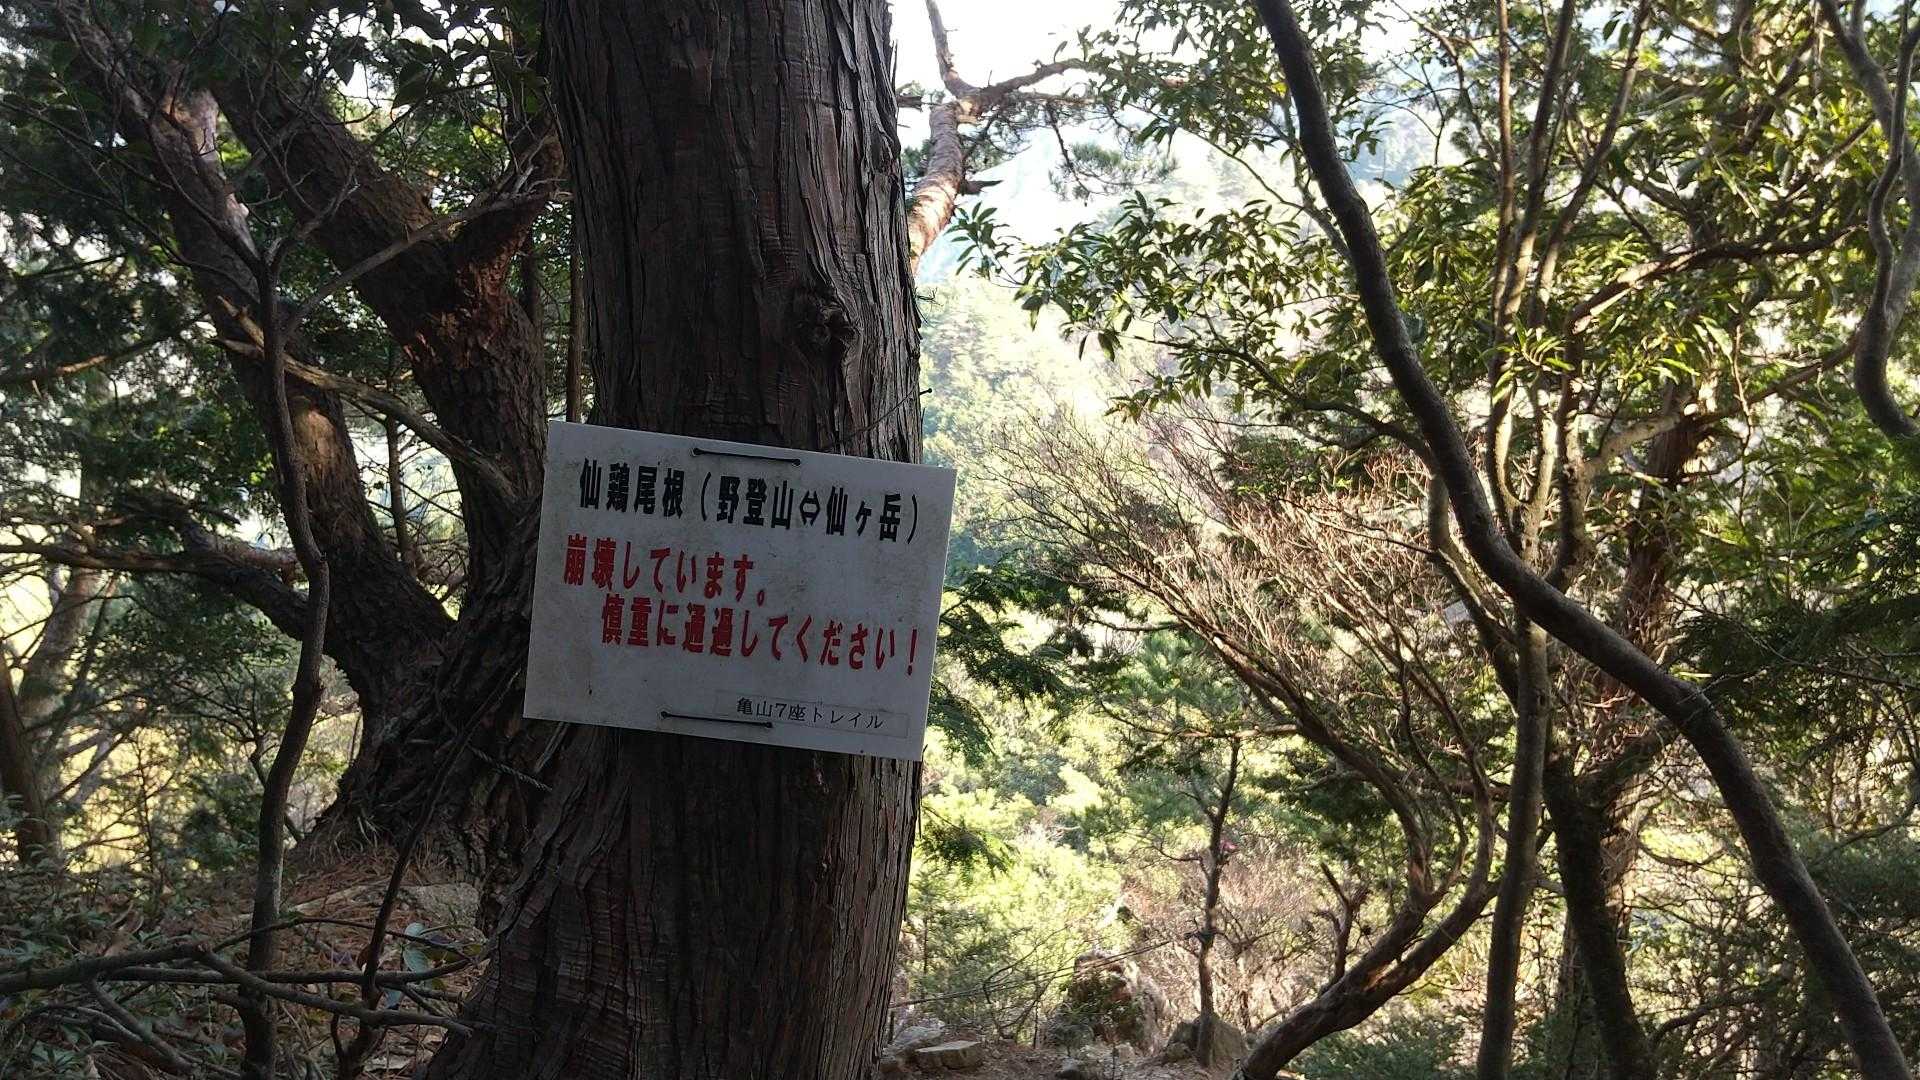 仙鶏尾根(野登山⇔仙ヶ岳)
崩壊しています。
慎重に通過してください!
亀山7座トレイル